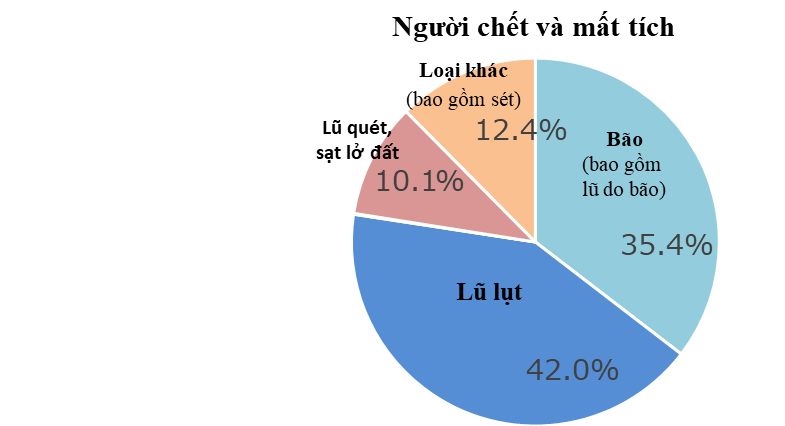 Người chết và mất tích
Loại khác
(bao gồm sét)
12.4%
Lũ quét,
sạt lở đất
10.1%
Bão
(bao gồm
lũ do bão)
35.4%
Lũ lụt
42.0%